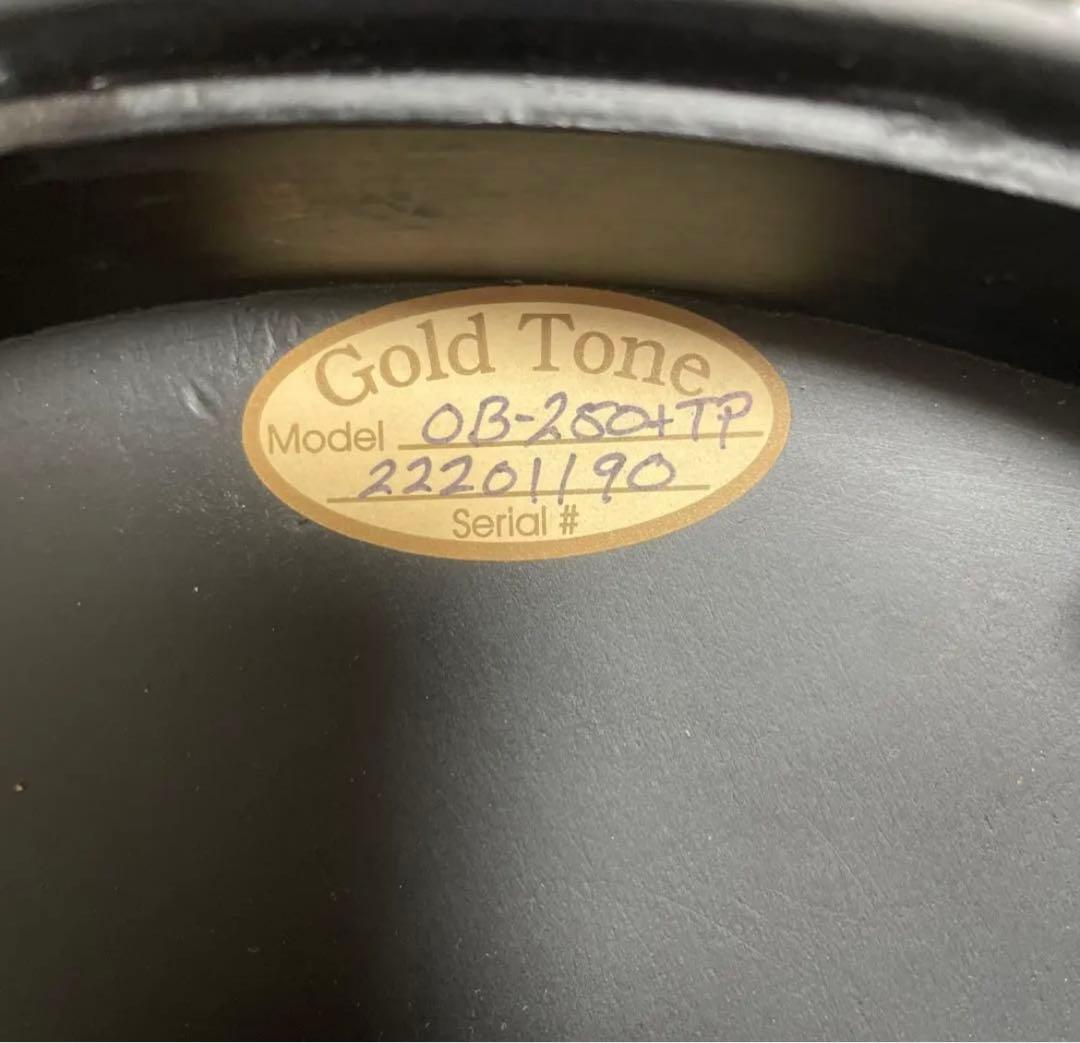 Gold Tone
Model OB-250+TP
22201190
Serial #